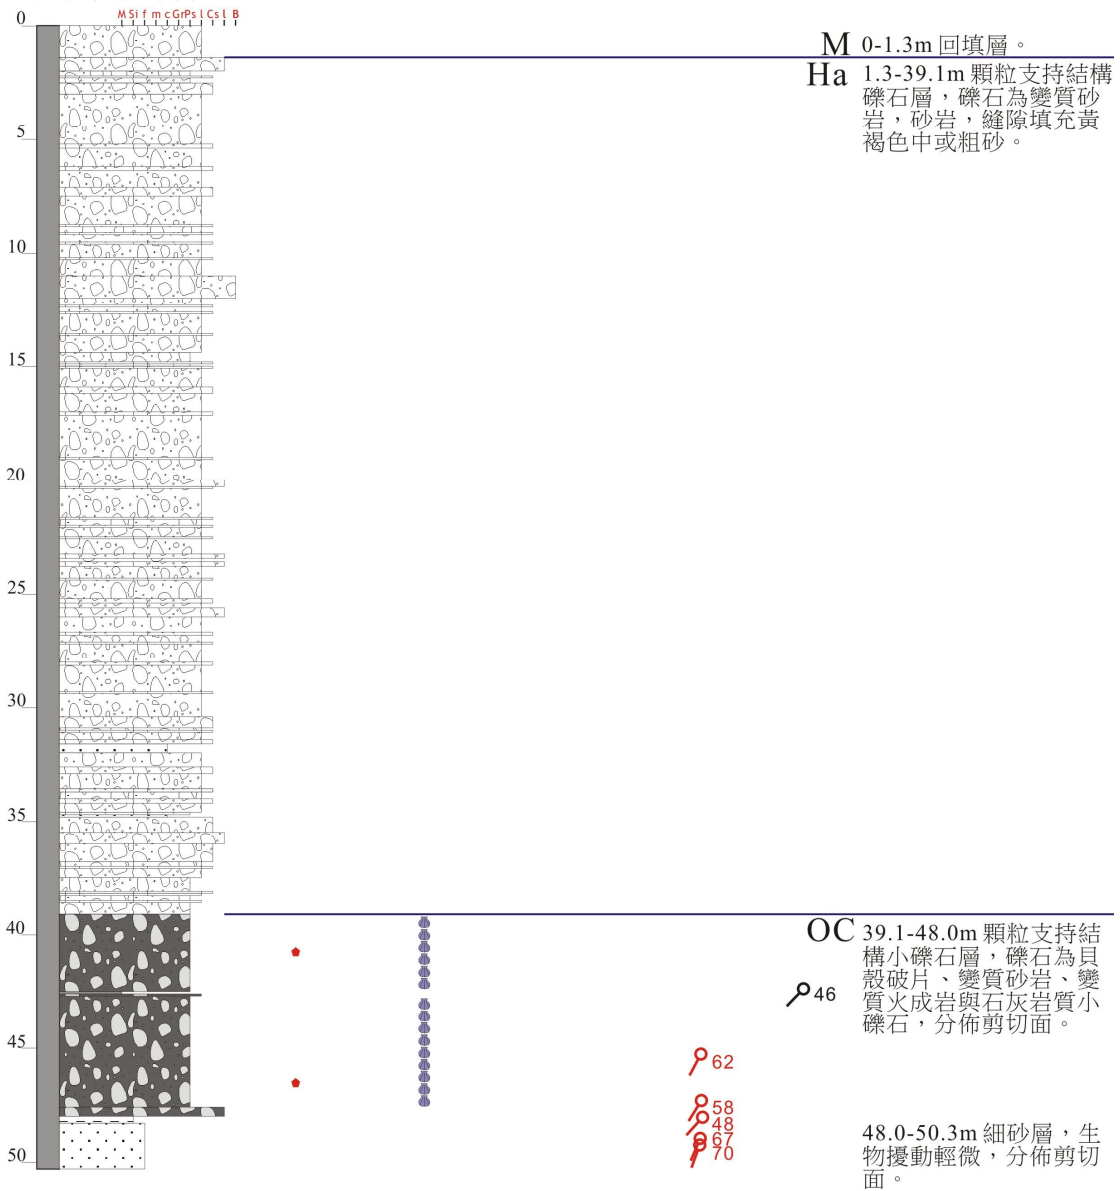 M Si f m c Gr Ps l Cs l B
0
5
10
15
20
25
30
35
40
45
50
M 0-1.3m 回填層。
Ha 1.3-39.1m 顆粒支持結構
礫石層，礫石為變質砂
岩，砂岩，縫隙填充黃
褐色中或粗砂。
OC 39.1-48.0m 顆粒支持結
構小礫石層，礫石為貝
殼破片、變質砂岩、變
質火成岩與石灰岩質小
礫石，分佈剪切面。
46
62
58
48
67
70
48.0-50.3m 細砂層，生
物擾動輕微，分佈剪切
面。